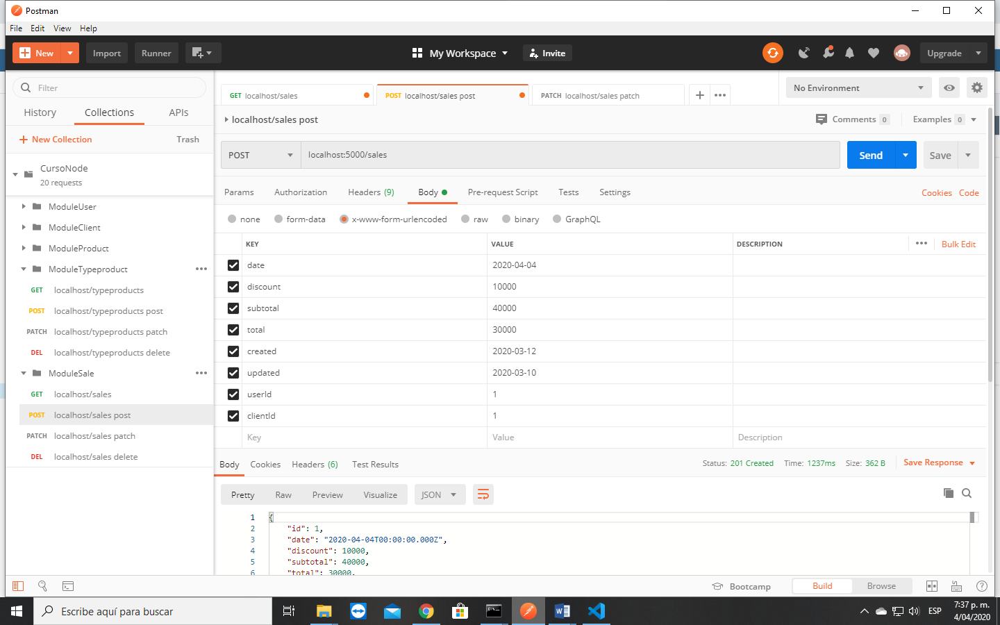 Postman
File Edit View Help
New Import Runner My Workspace Invite Upgrade
Filter
History Collections APIs
New Collection Trash
CursoNode
20 requests
ModuleUser
ModuleClient
ModuleProduct
ModuleTypeproduct
GET localhost/typeproducts
POST localhost/typeproducts post
PATCH localhost/typeproducts patch
DEL localhost/typeproducts delete
ModuleSale
GET localhost/sales
POST localhost/sales post
PATCH localhost/sales patch
DEL localhost/sales delete
GET localhost/sales POST localhost/sales post PATCH localhost/sales patch No Environment
localhost/sales post Comments 0 Examples 0
POST localhost:5000/sales Send Save
Params Authorization Headers (9) Body Pre-request Script Tests Settings Cookies Code
none form-data x-www-form-urlencoded raw binary GraphQL
KEY VALUE DESCRIPTION Bulk Edit
date 2020-04-04
discount 10000
subtotal 40000
total 30000
created 2020-03-12
updated 2020-03-10
userId 1
clientId 1
Key Value Description
Body Cookies Headers (6) Test Results Status: 201 Created Time: 1237ms Size: 362 B Save Response
Pretty Raw Preview Visualize JSON
1 {
2 "id": 1,
3 "date": "2020-04-04T00:00:00.000Z",
4 "discount": 10000,
5 "subtotal": 40000,
6 "total": 30000,
Bootcamp Build Browse
Escribe aquí para buscar ESP 7:37 p. m.
4/04/2020